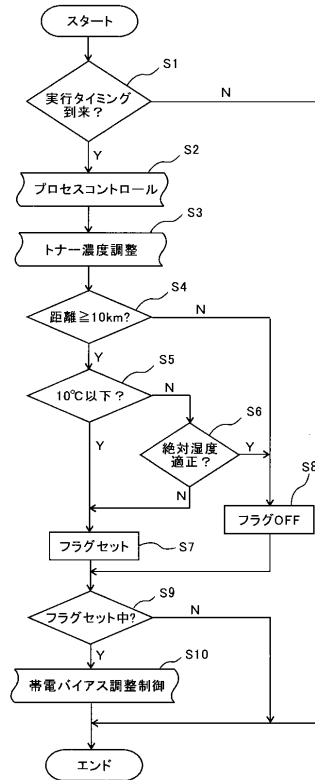 スタート
S1
実行タイミング
到来?
N
Y
S2
プロセスコントロール
S3
トナー濃度調整
S4
距離≧10km?
N
Y
S5
10℃以下?
N
Y
S6
絶対湿度
適正?
Y
N
S8
フラグOFF
フラグセット
S7
S9
フラグセット中?
N
Y
S10
帯電バイアス調整制御
エンド